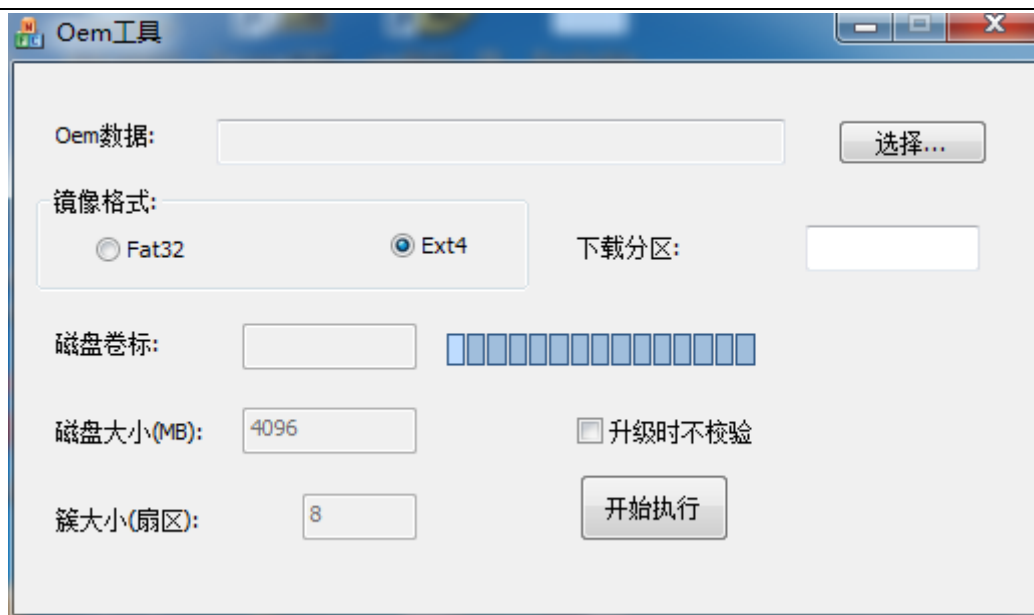 Oem工具
Oem数据:
选择...
镜像格式:
Fat32
Ext4
下载分区:
磁盘卷标:
磁盘大小(MB):
4096
升级时不校验
簇大小(扇区):
8
开始执行